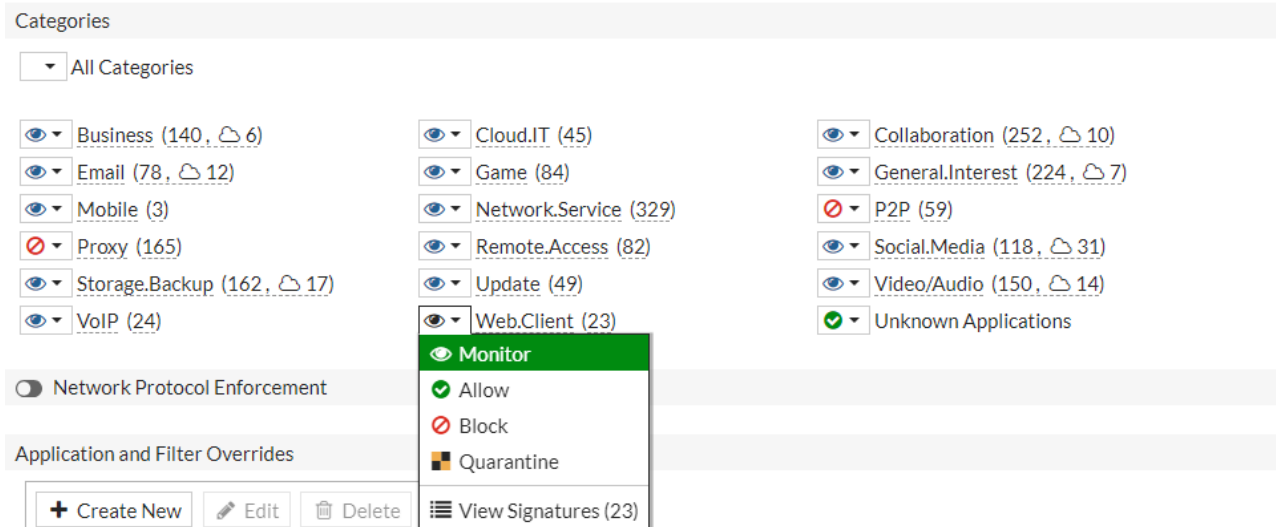 Categories
All Categories
Business (140, 6) Cloud.IT (45) Collaboration (252, 10)
Email (78, 12) Game (84) General.Interest (224, 7)
Mobile (3) Network.Service (329) P2P (59)
Proxy (165) Remote.Access (82) Social.Media (118, 31)
Storage.Backup (162, 17) Update (49) Video/Audio (150, 14)
VoIP (24) Web.Client (23) Unknown Applications
Monitor
Network Protocol Enforcement
Allow
Block
Application and Filter Overrides
Quarantine
Create New Edit Delete View Signatures (23)